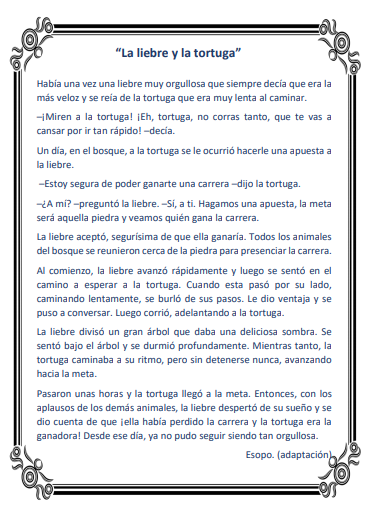 “La liebre y la tortuga”
Había una vez una liebre muy orgullosa que siempre decía que era la
más veloz y se reía de la tortuga que era muy lenta al caminar.
–¡Miren a la tortuga! ¡Eh, tortuga, no corras tanto, que te vas a
cansar por ir tan rápido! –decía.
Un día, en el bosque, a la tortuga se le ocurrió hacerle una apuesta a
la liebre.
–Estoy segura de poder ganarte una carrera –dijo la tortuga.
–¿A mí? –preguntó la liebre. –Sí, a ti. Hagamos una apuesta, la meta
será aquella piedra y veamos quién gana la carrera.
La liebre aceptó, segurísima de que ella ganaría. Todos los animales
del bosque se reunieron cerca de la piedra para presenciar la carrera.
Al comienzo, la liebre avanzó rápidamente y luego se sentó en el
camino a esperar a la tortuga. Cuando esta pasó por su lado,
caminando lentamente, se burló de sus pasos. Le dio ventaja y se
puso a conversar. Luego corrió, adelantando a la tortuga.
La liebre divisó un gran árbol que daba una deliciosa sombra. Se
sentó bajo el árbol y se durmió profundamente. Mientras tanto, la
tortuga caminaba a su ritmo, pero sin detenerse nunca, avanzando
hacia la meta.
Pasaron unas horas y la tortuga llegó a la meta. Entonces, con los
aplausos de los demás animales, la liebre despertó de su sueño y se
dio cuenta de que ¡ella había perdido la carrera y la tortuga era la
ganadora! Desde ese día, ya no pudo seguir siendo tan orgullosa.
Esopo. (adaptación)